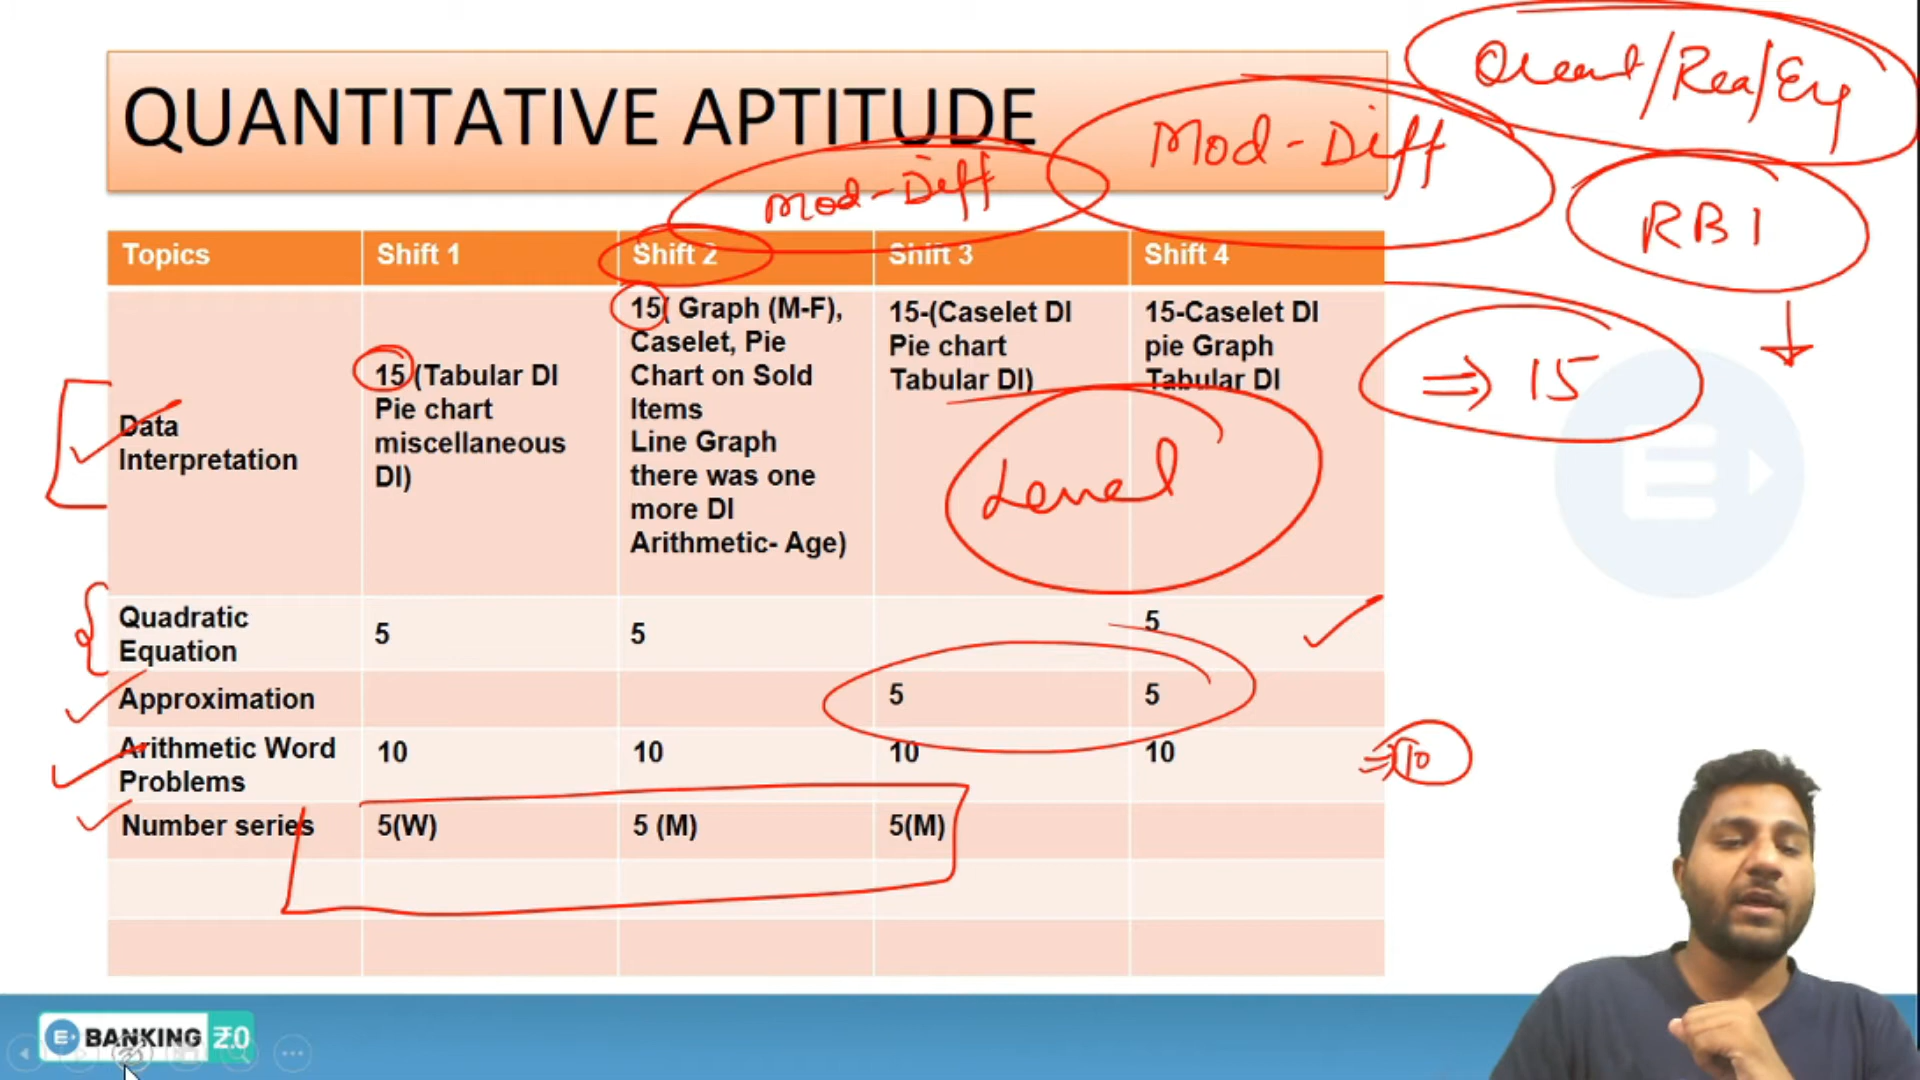 Quant/Rea/Eng
QUANTITATIVE APTITUDE
Mod-Diff
Mod-Diff
RBI
Topics
Shift 1
Shift 2
Shift 3
Shift 4
Data
Interpretation
15 (Tabular DI
Pie chart
miscellaneous
DI)
15( Graph (M-F),
Caselet, Pie
Chart on Sold
Items
Line Graph
there was one
more DI
Arithmetic- Age)
15-(Caselet DI
Pie chart
Tabular DI)
15-Caselet DI
pie Graph
Tabular DI
⇒ 15
Level
Quadratic
Equation
5
5
5
Approximation
5
5
Arithmetic Word
Problems
10
10
10
10
⇒10
Number series
5(W)
5 (M)
5(M)
E
BANKING 2.0